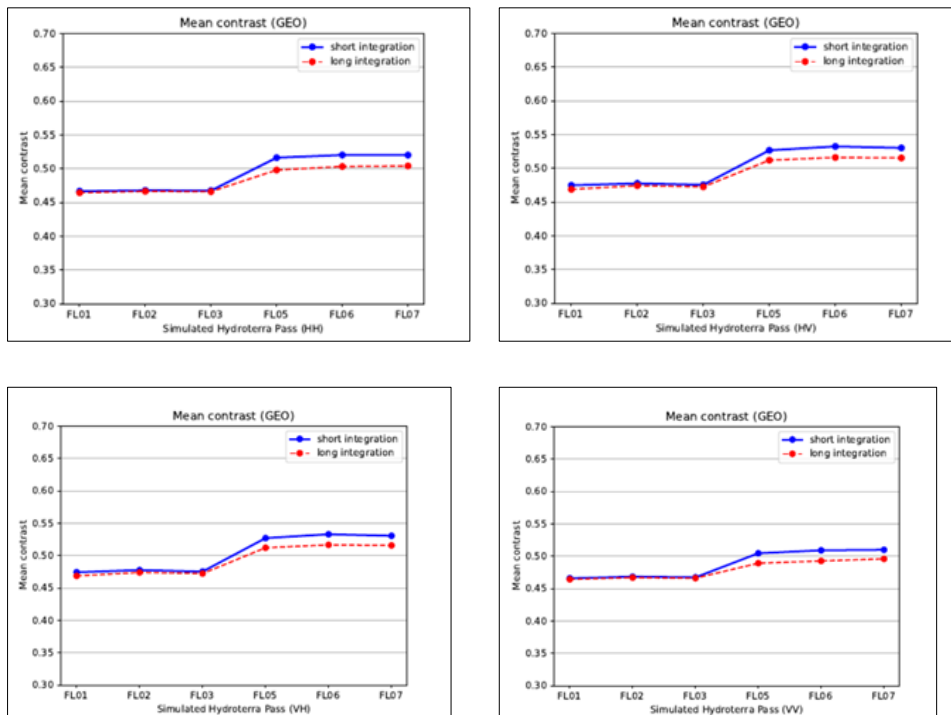 Mean contrast (GEO)
0.70
0.65
0.60
0.55
0.50
0.45
0.40
0.35
0.30
Mean contrast
short integration
long integration
FL01 FL02 FL03 FL05 FL06 FL07
Simulated Hydroterra Pass (HH)
Mean contrast (GEO)
0.70
0.65
0.60
0.55
0.50
0.45
0.40
0.35
0.30
Mean contrast
short integration
long integration
FL01 FL02 FL03 FL05 FL06 FL07
Simulated Hydroterra Pass (HV)
Mean contrast (GEO)
0.70
0.65
0.60
0.55
0.50
0.45
0.40
0.35
0.30
Mean contrast
short integration
long integration
FL01 FL02 FL03 FL05 FL06 FL07
Simulated Hydroterra Pass (VH)
Mean contrast (GEO)
0.70
0.65
0.60
0.55
0.50
0.45
0.40
0.35
0.30
Mean contrast
short integration
long integration
FL01 FL02 FL03 FL05 FL06 FL07
Simulated Hydroterra Pass (VV)